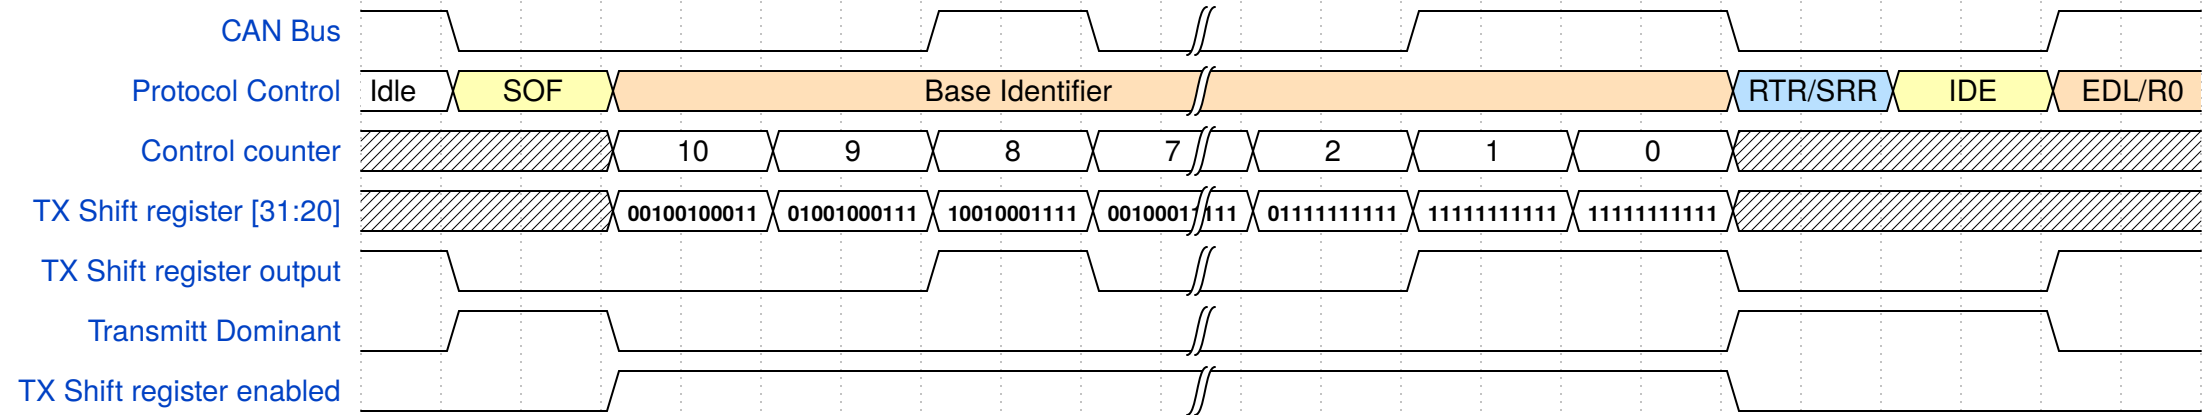 CAN Bus
Protocol Control Idle SOF Base Identifier RTR/SRR IDE EDL/R0
Control counter 10 9 8 7 2 1 0
TX Shift register [31:20] 00100100011 01001000111 10010001111 0010001 111 01111111111 11111111111 11111111111
TX Shift register output
Transmitt Dominant
TX Shift register enabled